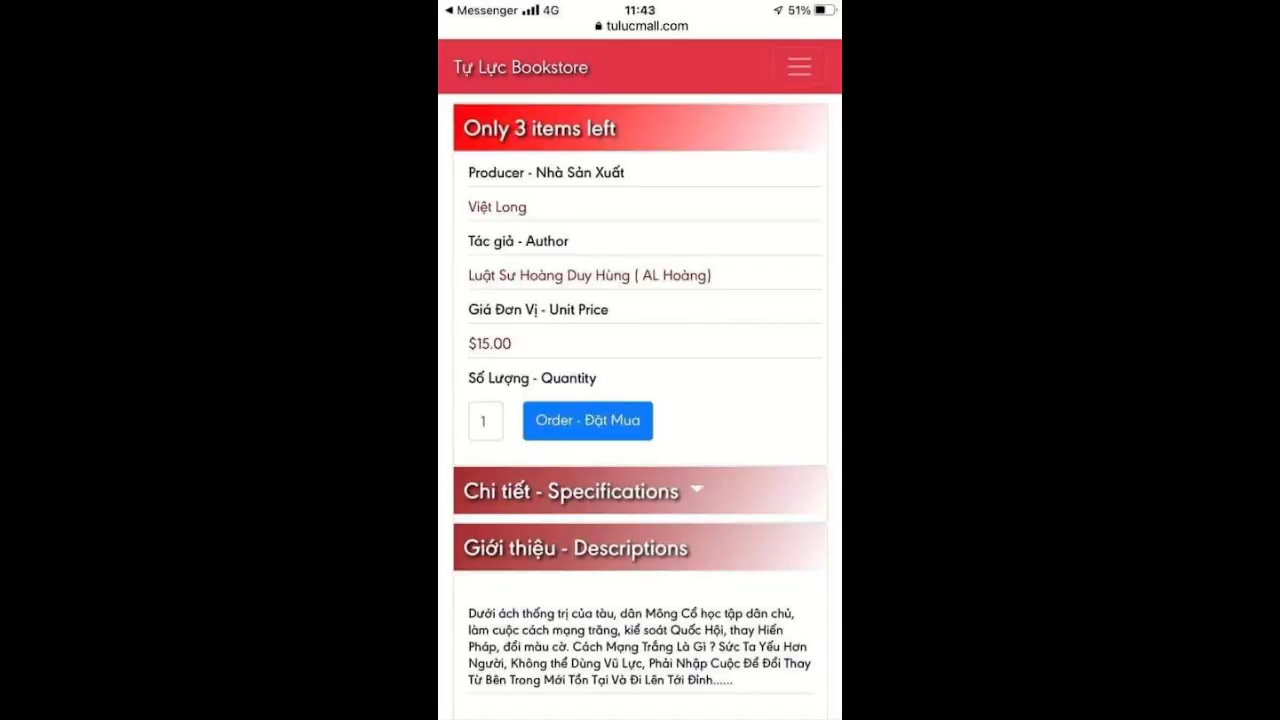 Messenger 4G 11:43 51%
tulucmall.com
Tự Lực Bookstore
Only 3 items left
Producer - Nhà Sản Xuất
Việt Long
Tác giả - Author
Luật Sư Hoàng Duy Hùng ( AL Hoàng)
Giá Đơn Vị - Unit Price
$15.00
Số Lượng - Quantity
1 Order - Đặt Mua
Chi tiết - Specifications
Giới thiệu - Descriptions
Dưới ách thống trị của tàu, dân Mông Cổ học tập dân chủ,
làm cuộc cách mạng trăng, kiể soát Quốc Hội, thay Hiến
Pháp, đổi màu cờ. Cách Mạng Trắng Là Gì ? Sức Ta Yếu Hơn
Người, Không thể Dùng Vũ Lực, Phải Nhập Cuộc Để Đổi Thay
Từ Bên Trong Mới Tồn Tại Và Đi Lên Tới Đỉnh......